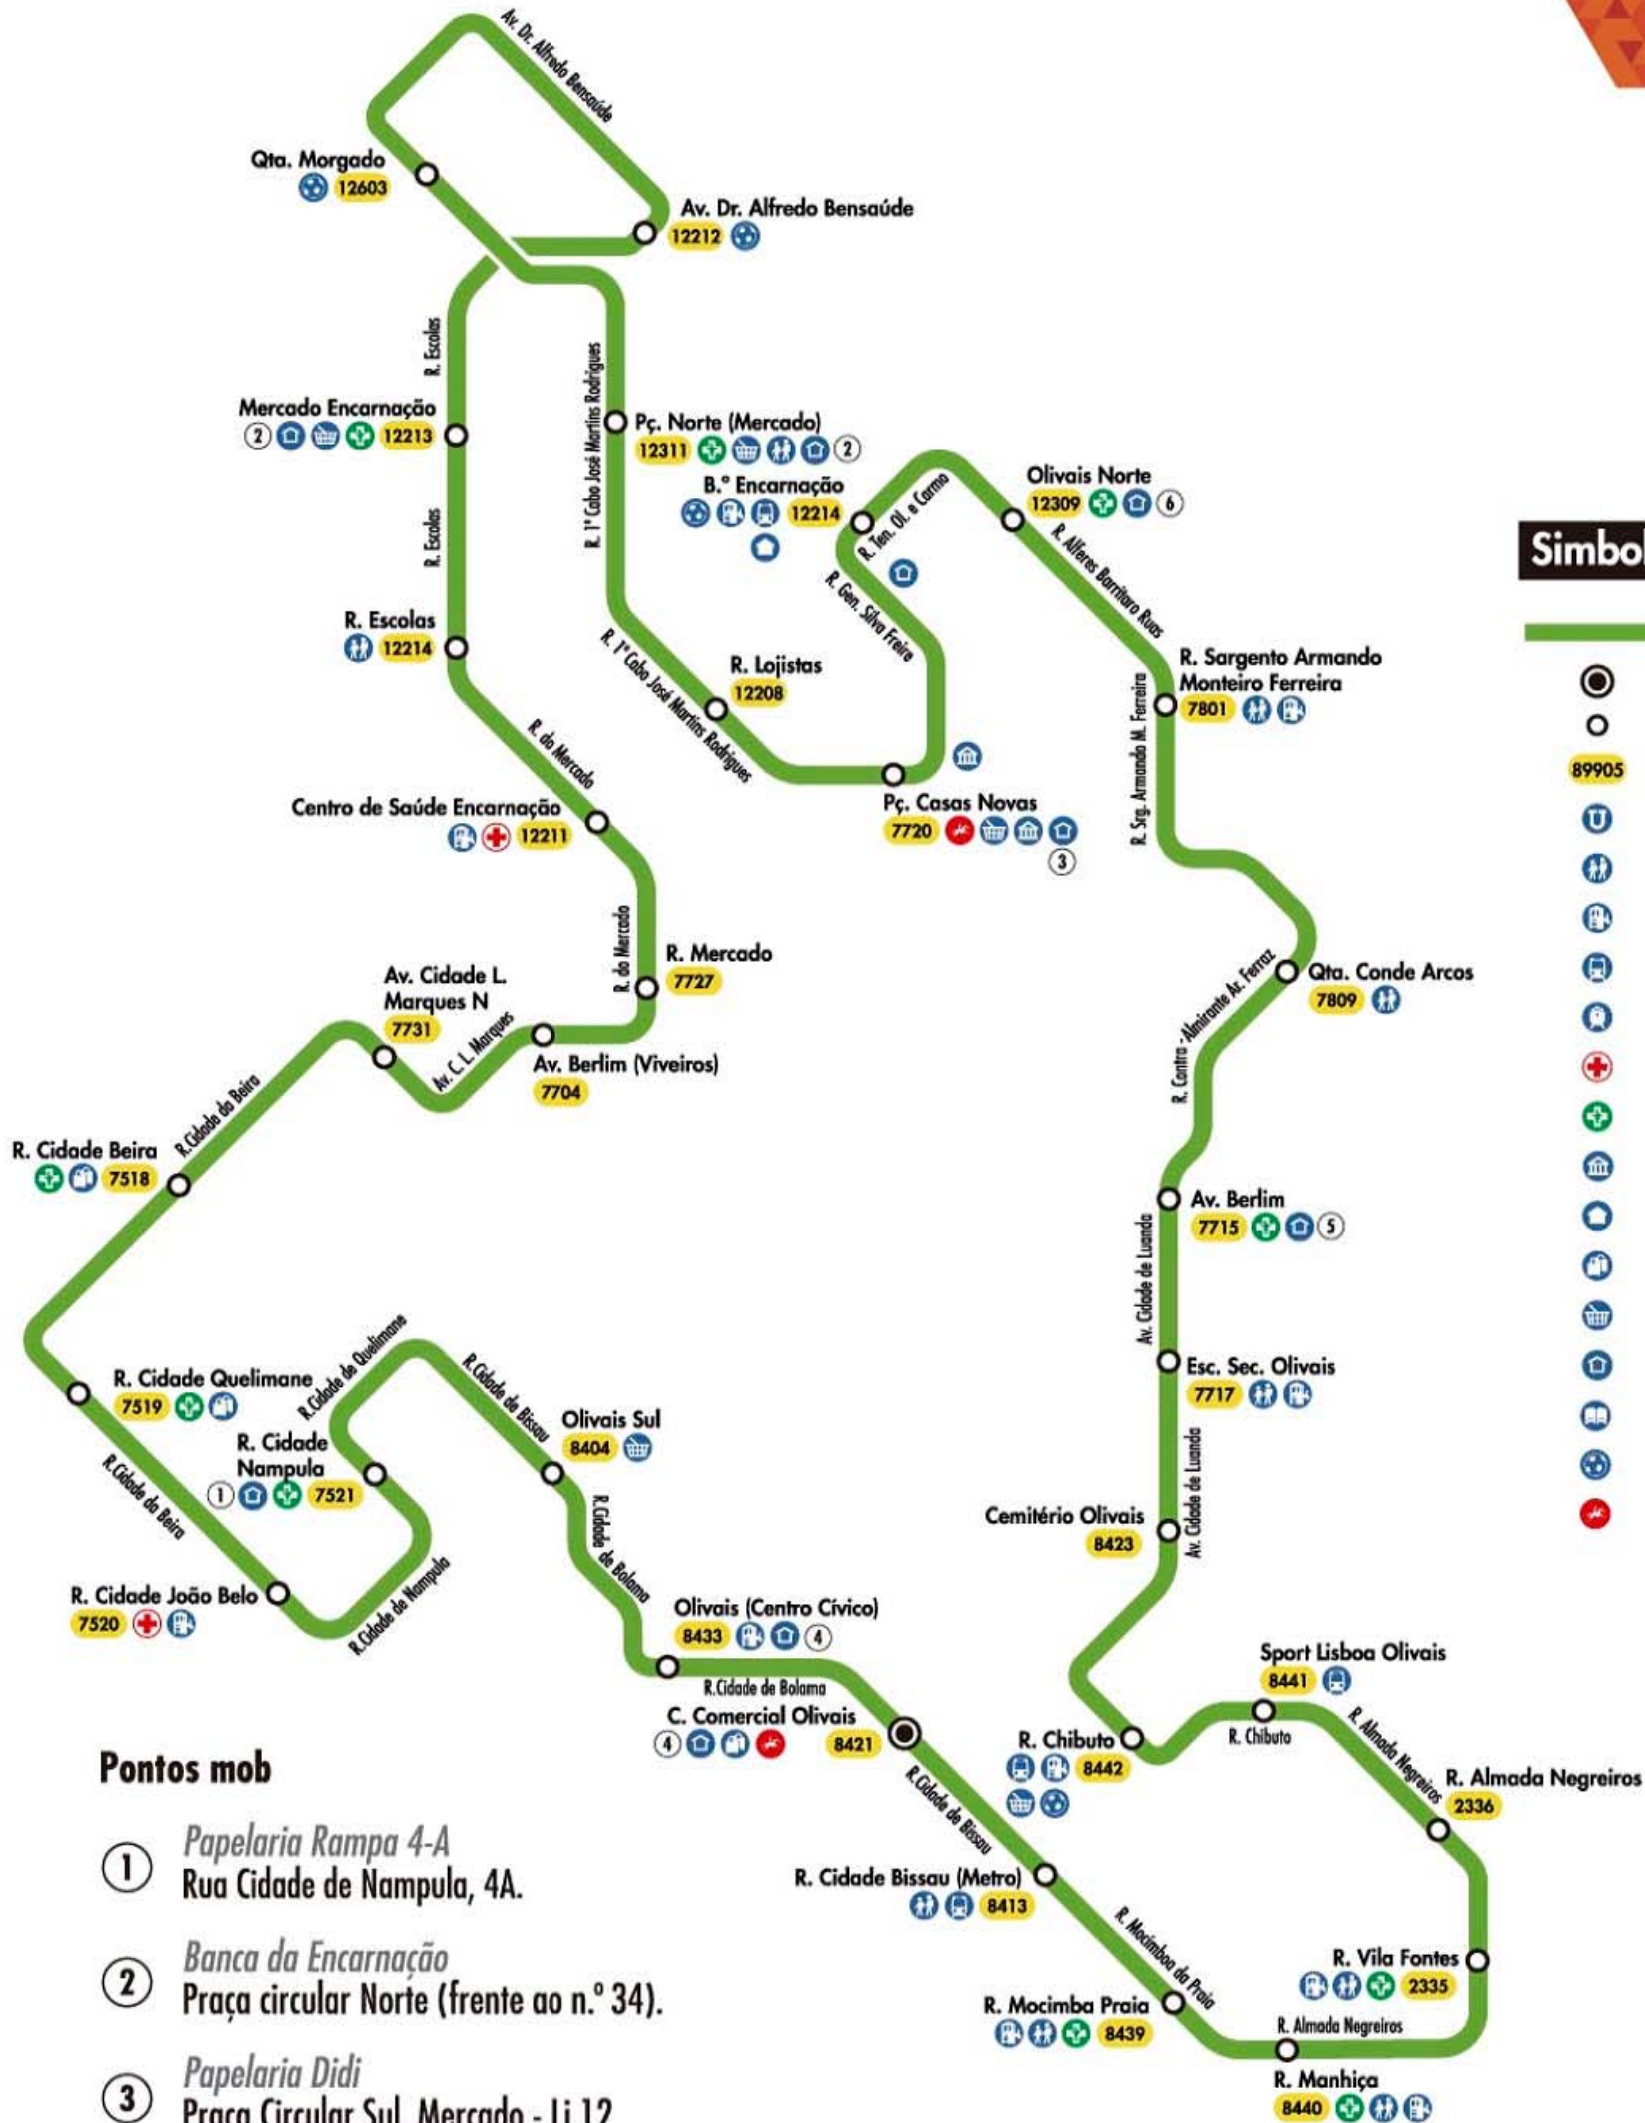 Av. Dr. Alfredo Bensaúde
Qta. Morgado
12603
Av. Dr. Alfredo Bensaúde
12212
R. Escolas
R. 1º Cabo José Martins Rodrigues
Mercado Encarnação
2 12213
Pç. Norte (Mercado)
12311 2
B.º Encarnação
12214
R. Ten. Ol. e Carmo
Olivais Norte
12309 6
R. Alferes Barrilaro Ruas
R. Escolas
R. Gen. Silva Freire
Simbol
R. Escolas
12214
R. 1º Cabo José Martins Rodrigues
R. Lojistas
12208
R. Sargento Armando
Monteiro Ferreira
7801
R. Srg. Armando M. Ferreira
89905
R. do Mercado
Centro de Saúde Encarnação
12211
Pç. Casas Novas
7720
3
R. do Mercado
R. Mercado
7727
Av. Cidade L.
Marques N
7731
Av. C. L. Marques
Av. Berlim (Viveiros)
7704
Qta. Conde Arcos
7809
R. Contra - Almirante Ar. Ferraz
R. Cidade da Beira
R. Cidade Beira
7518
Av. Berlim
7715 5
Av. Cidade de Luanda
R. Cidade Quelimane
7519
R. Cidade de Quelimane
R. Cidade de Bissau
Esc. Sec. Olivais
7717
R. Cidade
Nampula
1 7521
Olivais Sul
8404
R. Cidade da Beira
R. Cidade de Bolama
Av. Cidade de Luanda
Cemitério Olivais
8423
R. Cidade João Belo
7520
R. Cidade de Nampula
Olivais (Centro Cívico)
8433 4
R. Cidade de Bolama
C. Comercial Olivais
4 8421
Sport Lisboa Olivais
8441
R. Chibuto
R. Chibuto
8442
R. Almada Negreiros
R. Almada Negreiros
2336
R. Cidade de Bissau
R. Cidade Bissau (Metro)
8413
R. Mocimboa da Praia
R. Vila Fontes
2335
R. Mocimba Praia
8439
R. Almada Negreiros
R. Manhiça
8440
Pontos mob
1 Papelaria Rampa 4-A
Rua Cidade de Nampula, 4A.
2 Banca da Encarnação
Praça circular Norte (frente ao n.º 34).
3 Papelaria Didi
Praça Circular Sul, Mercado - Lj 12